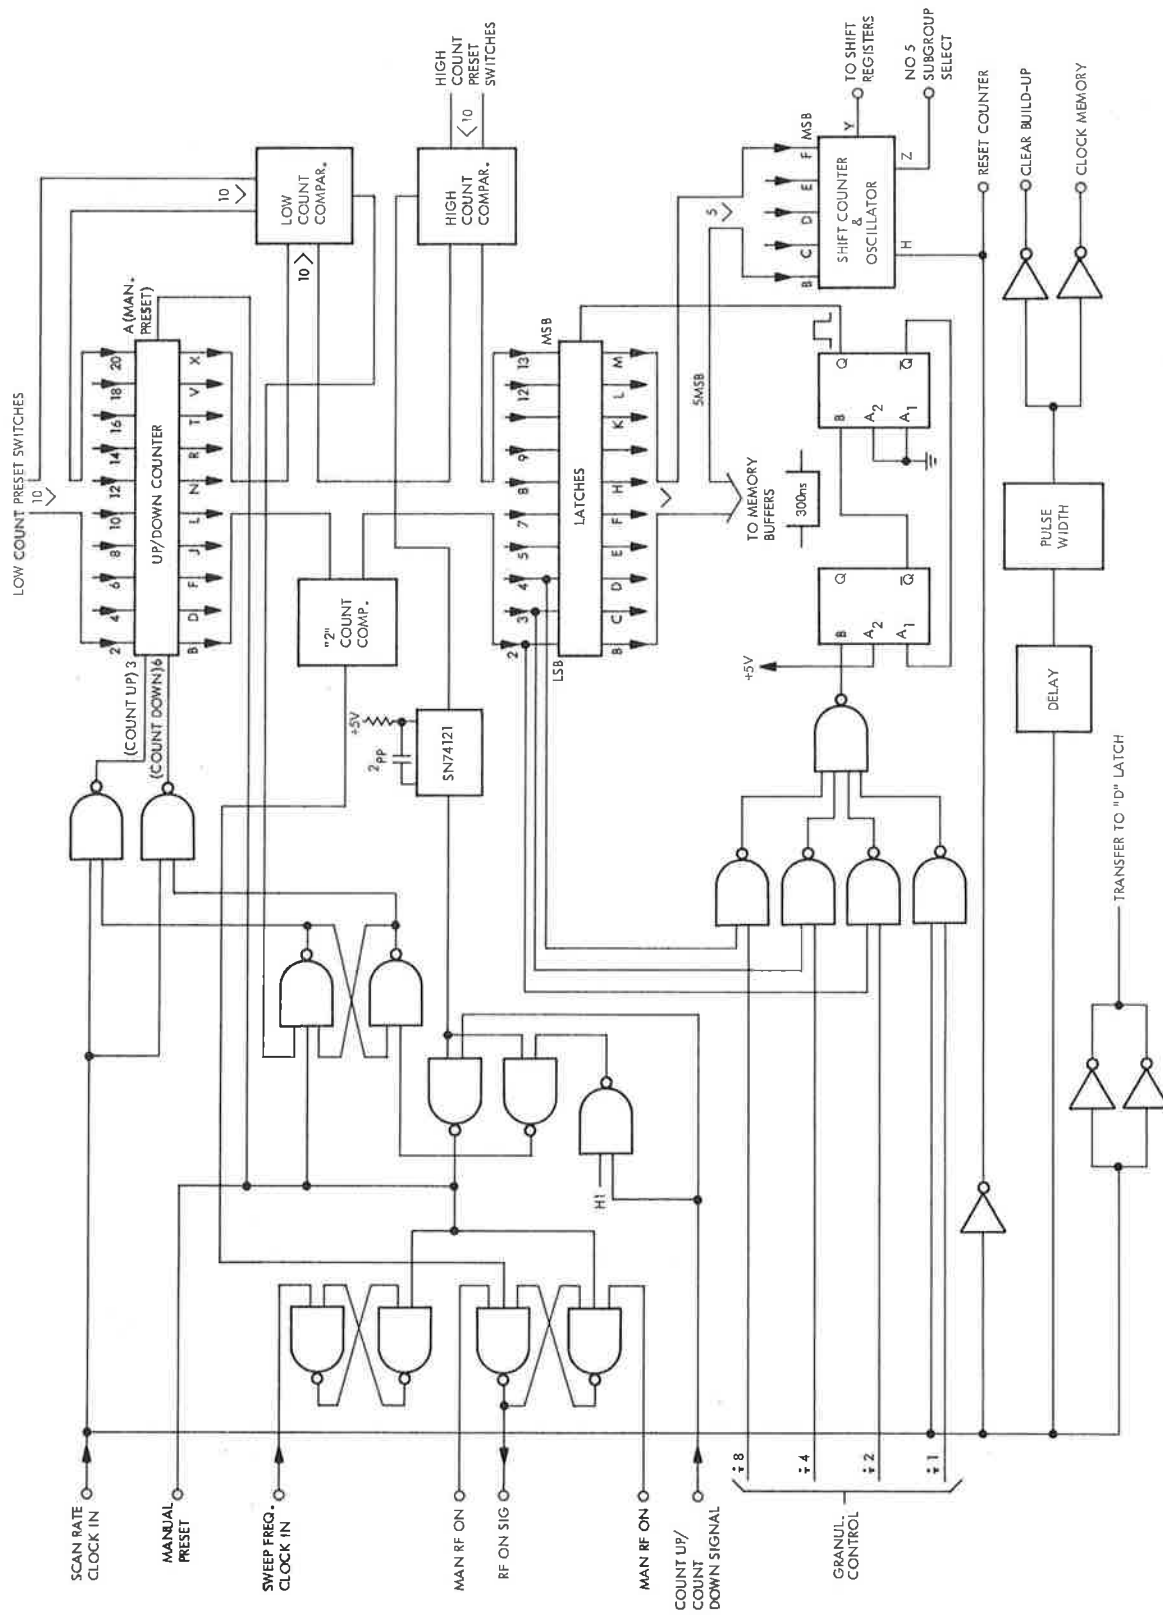 LOW COUNT PRESET SWITCHES
10
2
4
6
8
10
12
14
16
18
20
A (MAN.
PRESET)
UP/DOWN COUNTER
B
D
F
J
L
N
R
T
V
X
(COUNT UP) 3
(COUNT DOWN) 6
10
LOW
COUNT
COMPAR.
10
HIGH
COUNT
PRESET
SWITCHES
10
HIGH
COUNT
COMPAR.
"2"
COUNT
COMP.
+5V
2 PP
SN74121
MSB
2
3
4
5
7
8
9
12
13
LSB
LATCHES
B
C
D
E
F
H
K
L
M
5MSB
5
TO MEMORY
BUFFERS
MSB
B
C
D
E
F
SHIFT COUNTER
&
OSCILLATOR
Y
TO SHIFT
REGISTERS
Z
NO 5
SUBGROUP
SELECT
H
RESET COUNTER
300ns
+5V
B
A2
A1
Q
Q
B
A2
A1
Q
Q
CLEAR BUILD-UP
CLOCK MEMORY
PULSE
WIDTH
DELAY
TRANSFER TO "D" LATCH
H1
SCAN RATE
CLOCK IN
MANUAL
PRESET
SWEEP FREQ.
CLOCK IN
MAN RF ON
RF ON SIG
MAN RF ON
COUNT UP/
COUNT
DOWN SIGNAL
÷ 8
÷ 4
÷ 2
÷ 1
GRANUL.
CONTROL